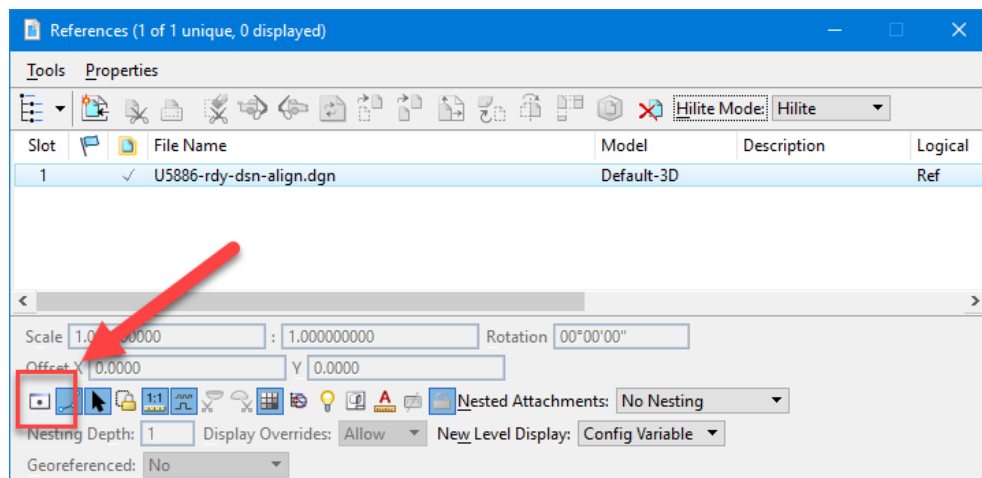 References (1 of 1 unique, 0 displayed)
Tools Properties
Hilite Mode: Hilite
Slot File Name Model Description Logical
1 U5886-rdy-dsn-align.dgn Default-3D Ref
Scale : 1.000000000 Rotation 00°00'00"
Offset X 0.0000 Y 0.0000
1:1 Nested Attachments: No Nesting
Nesting Depth: 1 Display Overrides: Allow New Level Display: Config Variable
Georeferenced: No